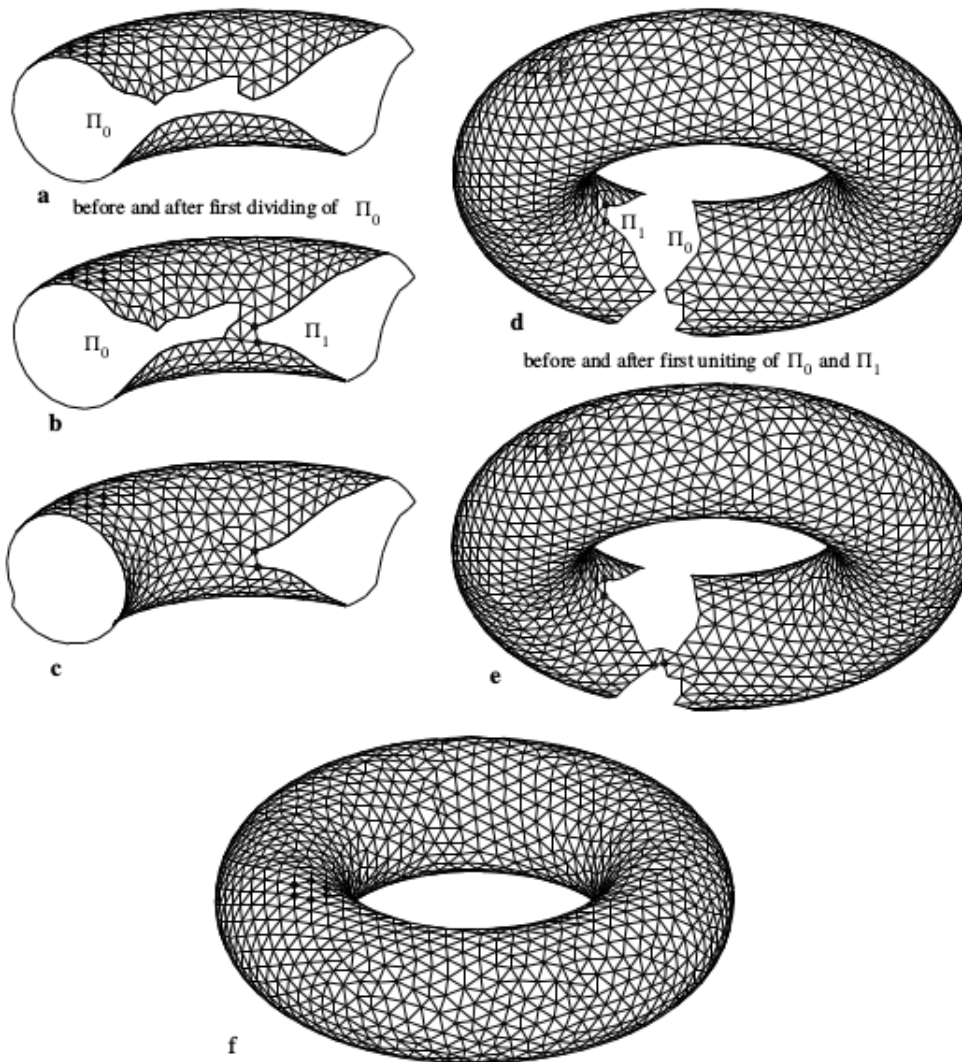 Π₀
a
before and after first dividing of Π₀
Π₀
Π₁
b
c
Π₁
Π₀
d
before and after first uniting of Π₀ and Π₁
e
f